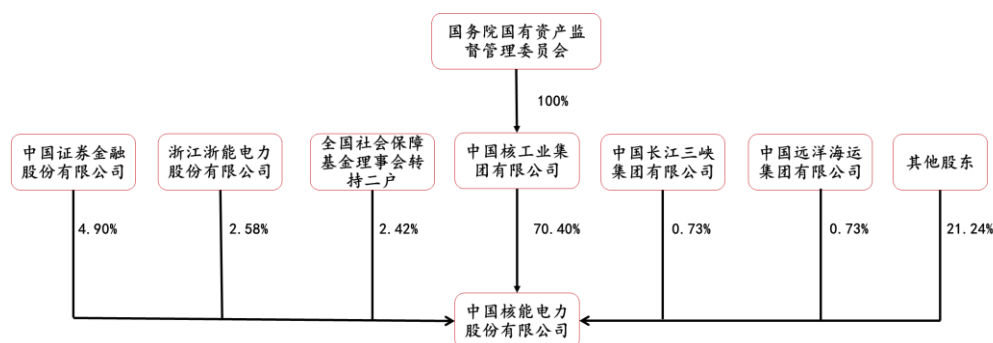 国务院国有资产监
督管理委员会
100%
中国证券金融
股份有限公司
浙江浙能电力
股份有限公司
全国社会保障
基金理事会转
持二户
中国核工业集
团有限公司
中国长江三峡
集团有限公司
中国远洋海运
集团有限公司
其他股东
4.90%
2.58%
2.42%
70.40%
0.73%
0.73%
21.24%
中国核能电力
股份有限公司